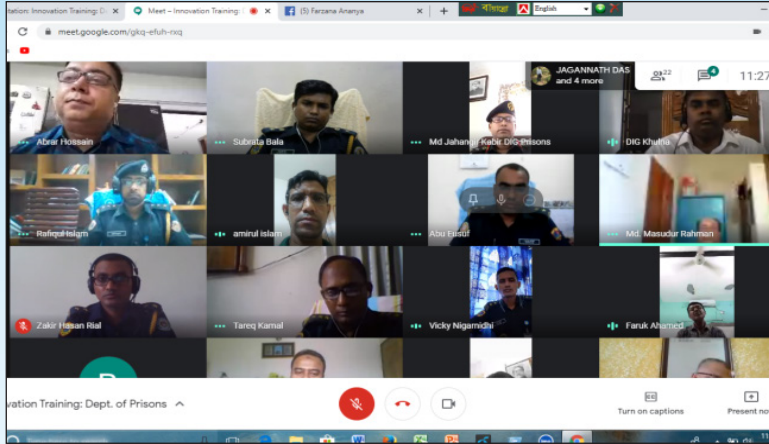 tation: Innovation Training: D
Meet – Innovation Training:
(5) Farzana Ananya
English
meet.google.com/gkq-efuh-rxq
JAGANNATH DAS
and 4 more
22
4
11:27
Abrar Hossain
Subrata Bala
Md Jahangir Kabir DIG Prisons
DIG Khulna
Rafiqul Islam
amirul islam
Abu Eusuf
Md. Masudur Rahman
Zakir Hasan Rial
Tareq Kamal
Vicky Nigamidhi
Faruk Ahamed
vation Training: Dept. of Prisons
Turn on captions
Present no